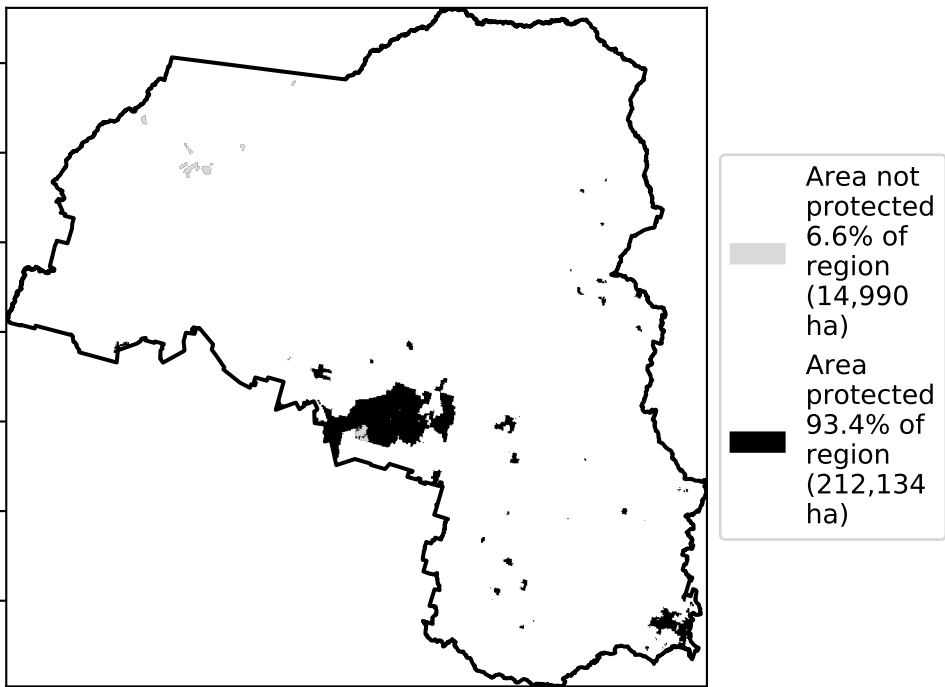 Area not
protected
6.6% of
region
(14,990
ha)
Area
protected
93.4% of
region
(212,134
ha)